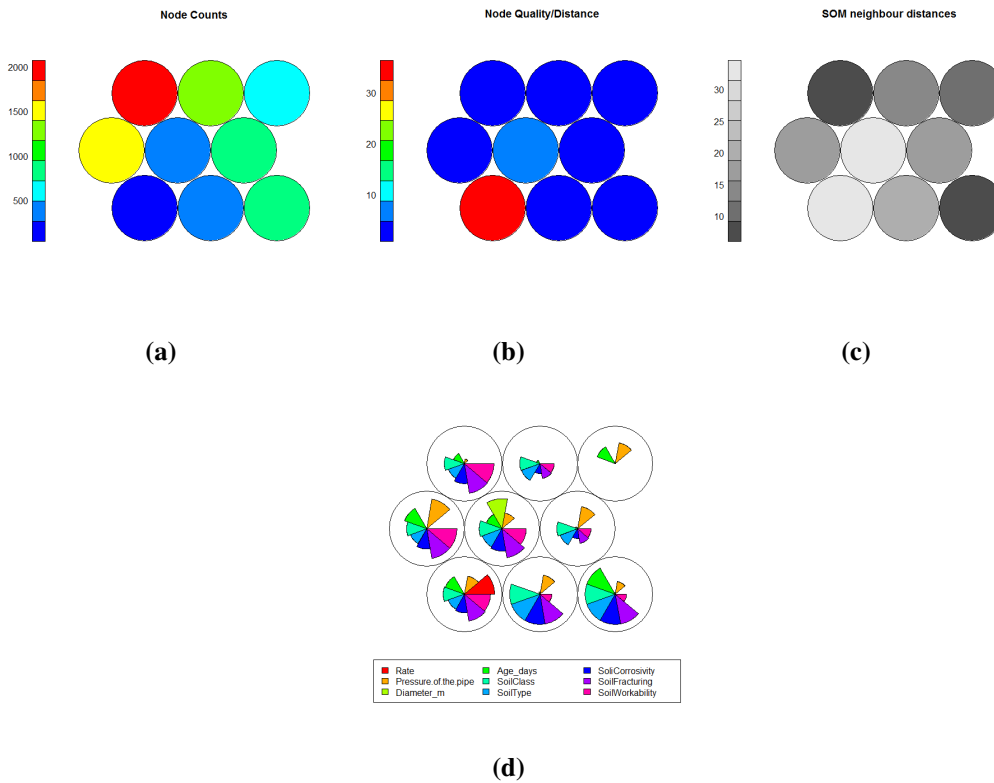 Node Counts
2000
1500
1000
500
(a)
Node Quality/Distance
30
20
10
(b)
SOM neighbour distances
30
25
20
15
10
(c)
Rate
Pressure.of.the.pipe
Diameter_m
Age_days
SoilClass
SoilType
SoliCorrosivity
SoilFracturing
SoilWorkability
(d)